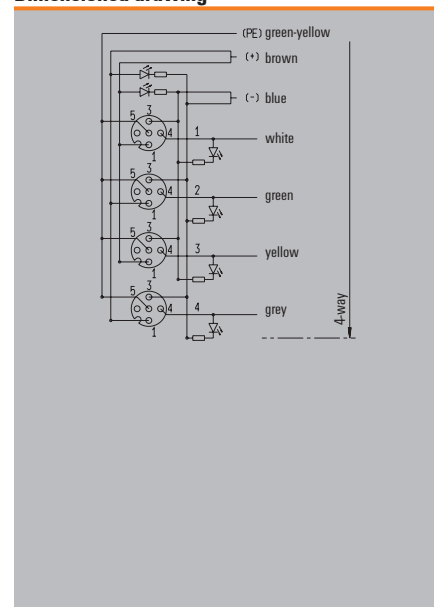 Dimensioned drawing
(PE) green-yellow
(+) brown
(-) blue
3
5
4
1
1
white
3
5
4
2
1
green
3
5
4
3
1
yellow
3
5
4
4
1
grey
4-way